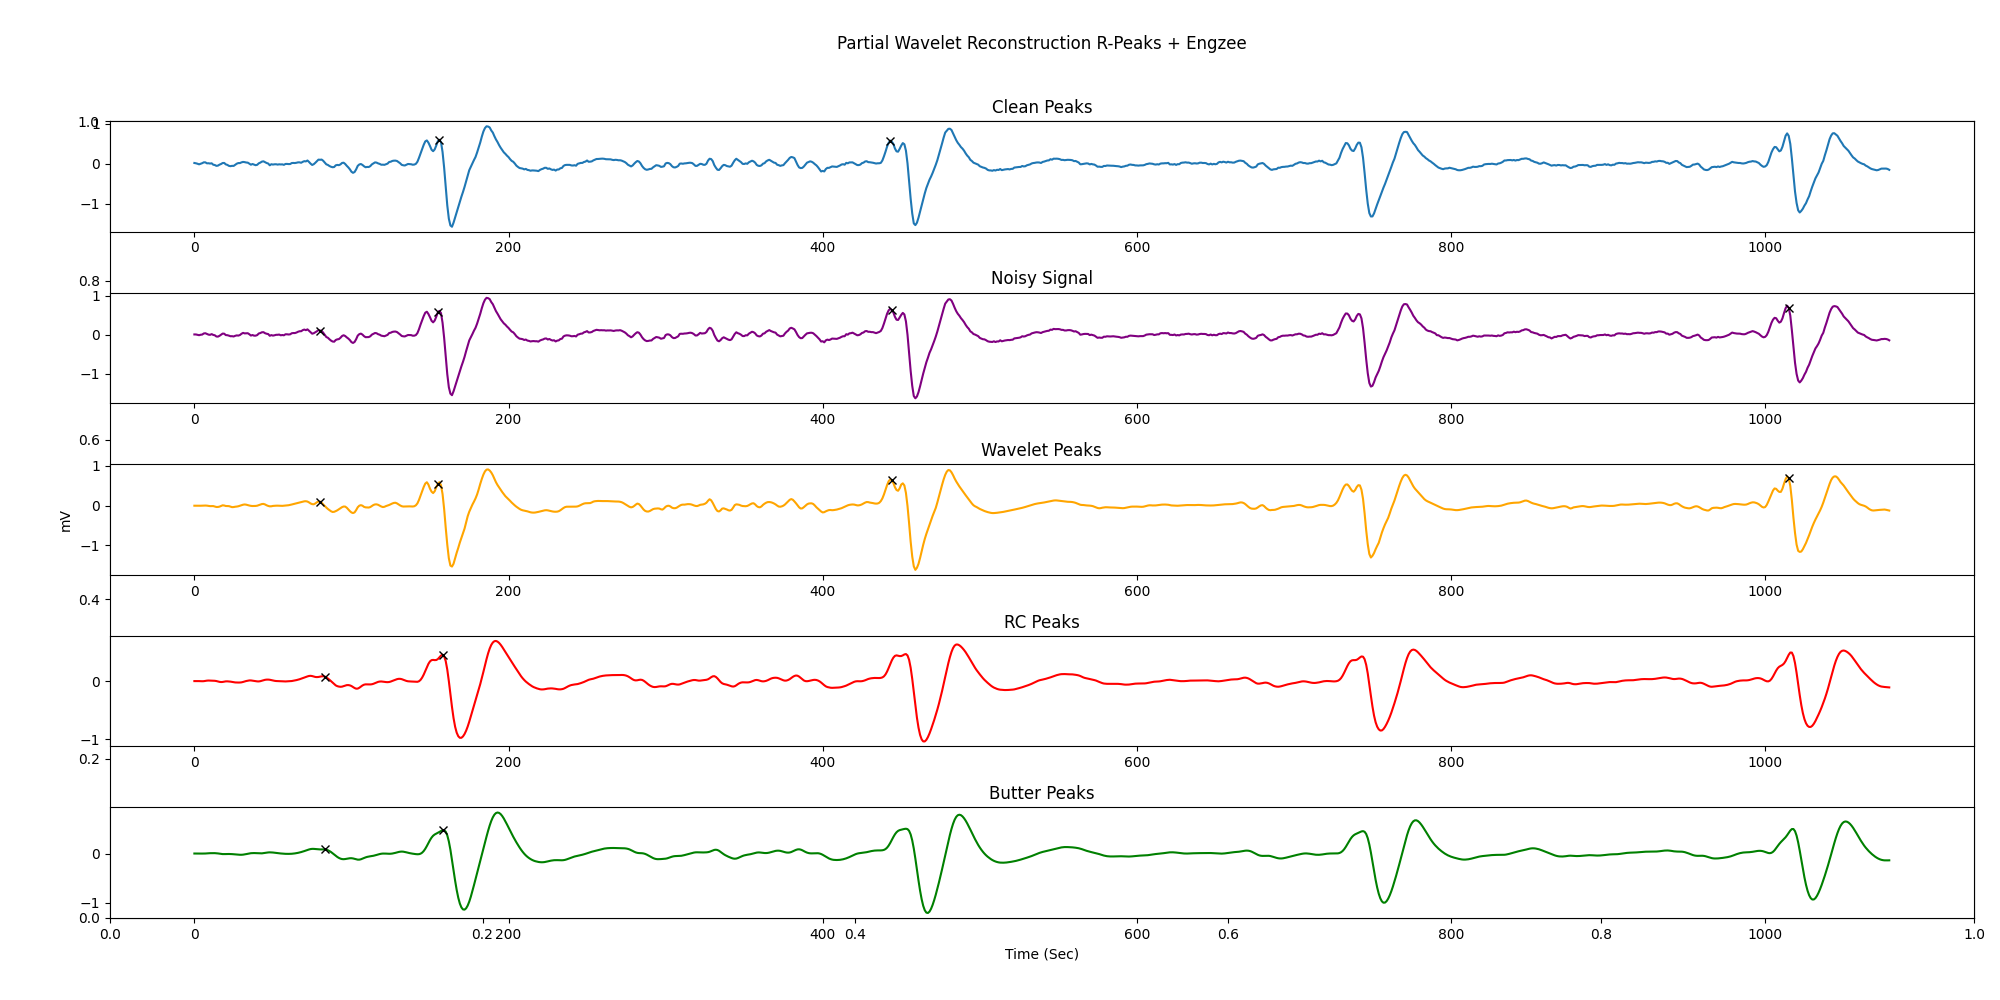 Partial Wavelet Reconstruction R-Peaks + Engzee
Clean Peaks
1.0
1
0
−1
0 200 400 600 800 1000
0.8
Noisy Signal
1
0
−1
0 200 400 600 800 1000
0.6
Wavelet Peaks
mV
1
0
−1
0 200 400 600 800 1000
0.4
RC Peaks
0
−1
0 200 400 600 800 1000
0.2
Butter Peaks
0
−1
0.0
0.0 0 0.2 200 400 0.4 600 0.6 800 0.8 1000 1.0
Time (Sec)